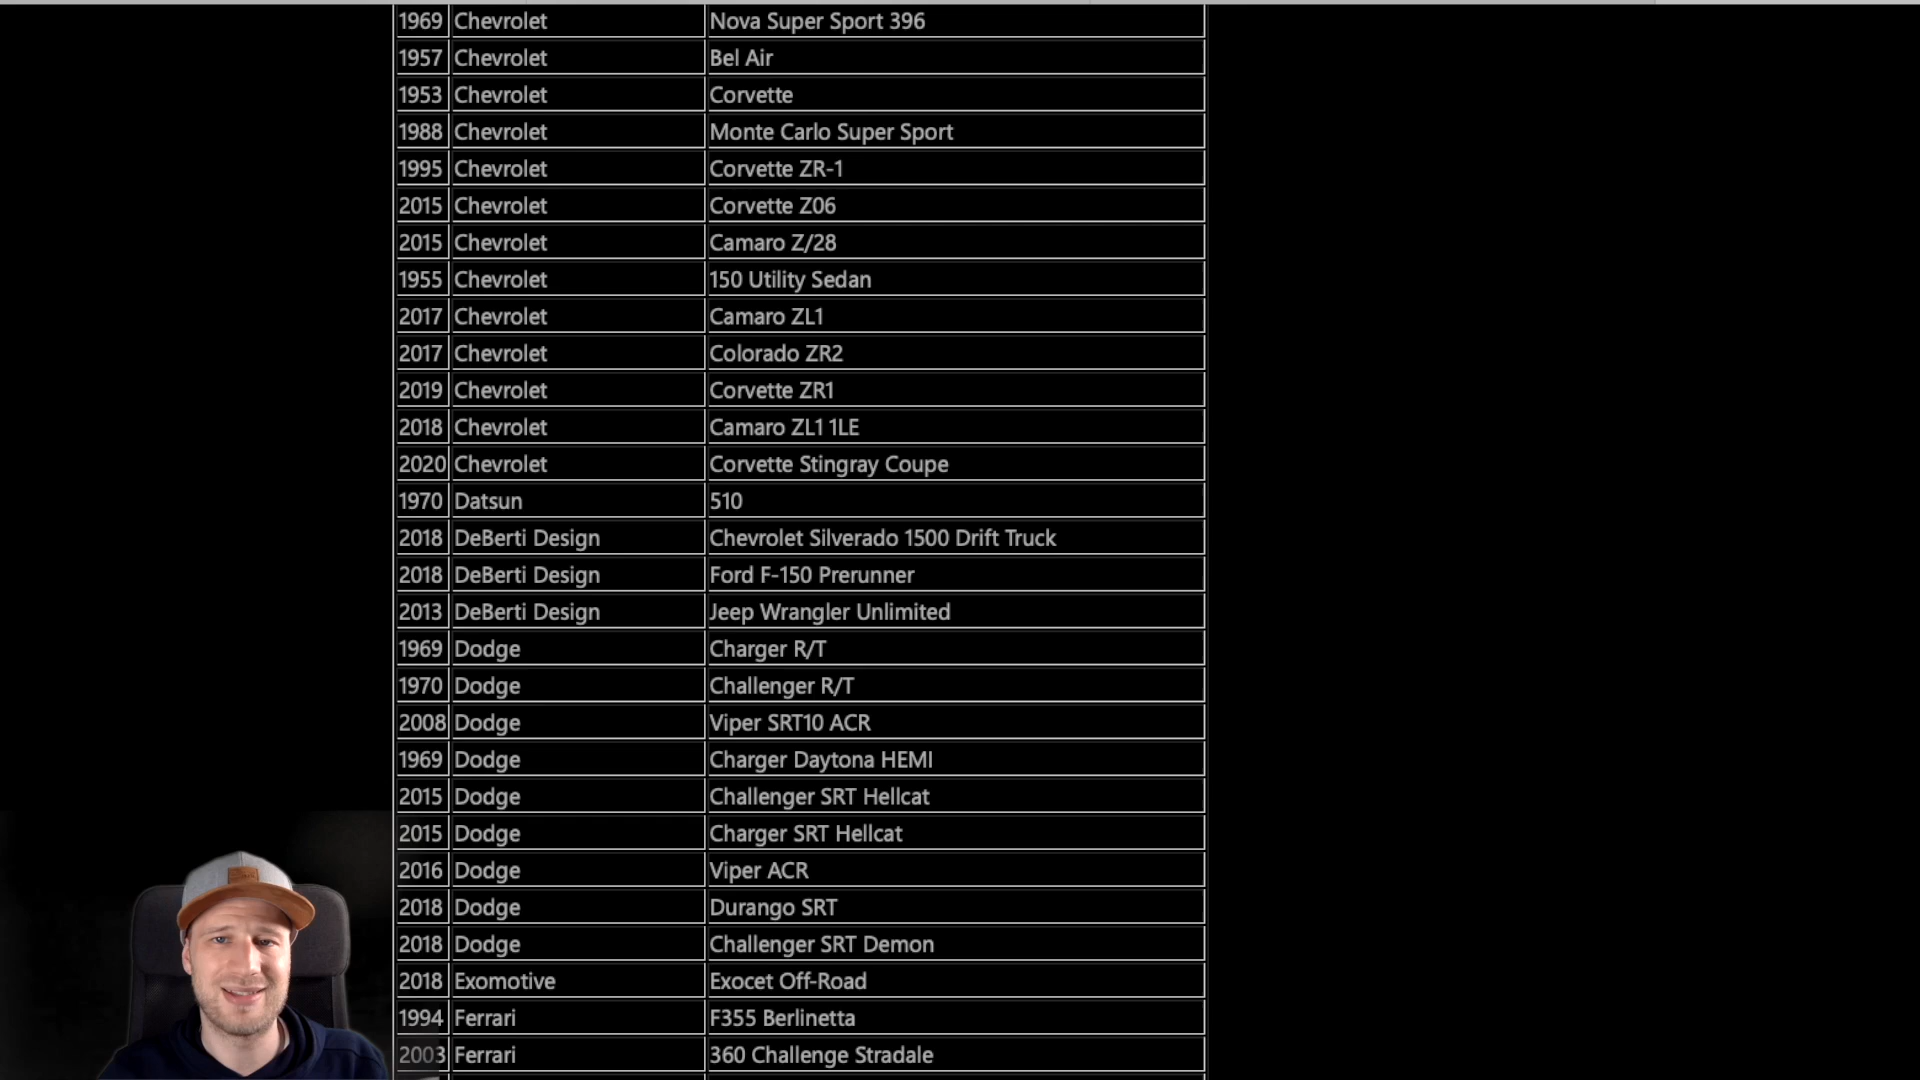 1969 Chevrolet Nova Super Sport 396
1957 Chevrolet Bel Air
1953 Chevrolet Corvette
1988 Chevrolet Monte Carlo Super Sport
1995 Chevrolet Corvette ZR-1
2015 Chevrolet Corvette Z06
2015 Chevrolet Camaro Z/28
1955 Chevrolet 150 Utility Sedan
2017 Chevrolet Camaro ZL1
2017 Chevrolet Colorado ZR2
2019 Chevrolet Corvette ZR1
2018 Chevrolet Camaro ZL1 1LE
2020 Chevrolet Corvette Stingray Coupe
1970 Datsun 510
2018 DeBerti Design Chevrolet Silverado 1500 Drift Truck
2018 DeBerti Design Ford F-150 Prerunner
2013 DeBerti Design Jeep Wrangler Unlimited
1969 Dodge Charger R/T
1970 Dodge Challenger R/T
2008 Dodge Viper SRT10 ACR
1969 Dodge Charger Daytona HEMI
2015 Dodge Challenger SRT Hellcat
2015 Dodge Charger SRT Hellcat
2016 Dodge Viper ACR
2018 Dodge Durango SRT
2018 Dodge Challenger SRT Demon
2018 Exomotive Exocet Off-Road
1994 Ferrari F355 Berlinetta
2003 Ferrari 360 Challenge Stradale